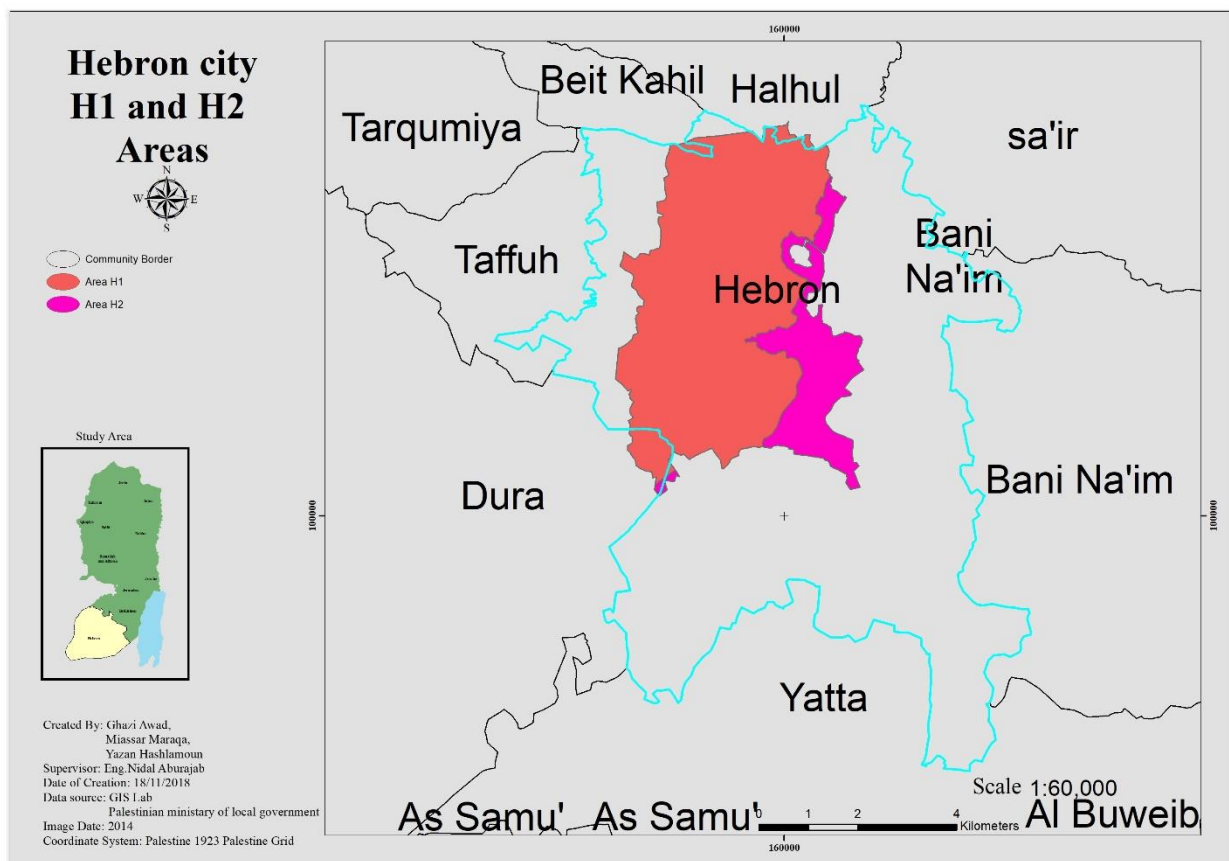 Hebron city
H1 and H2
Areas
N
W
E
S
Community Border
Area H1
Area H2
Study Area
Hebron
Created By: Ghazi Awad,
Miassar Maraqa,
Yazan Hashlamoun
Supervisor: Eng.Nidal Aburajab
Date of Creation: 18/11/2018
Data source: GIS Lab
Palestinian ministary of local government
Image Date: 2014
Coordinate System: Palestine 1923 Palestine Grid
160000
Beit Kahil
Halhul
Tarqumiya
sa'ir
Taffuh
Bani
Na'im
Hebron
Dura
Bani Na'im
100000
100000
Yatta
Scale 1:60,000
As Samu'
As Samu'
0 1 2 4
Kilometers
Al Buweib
160000